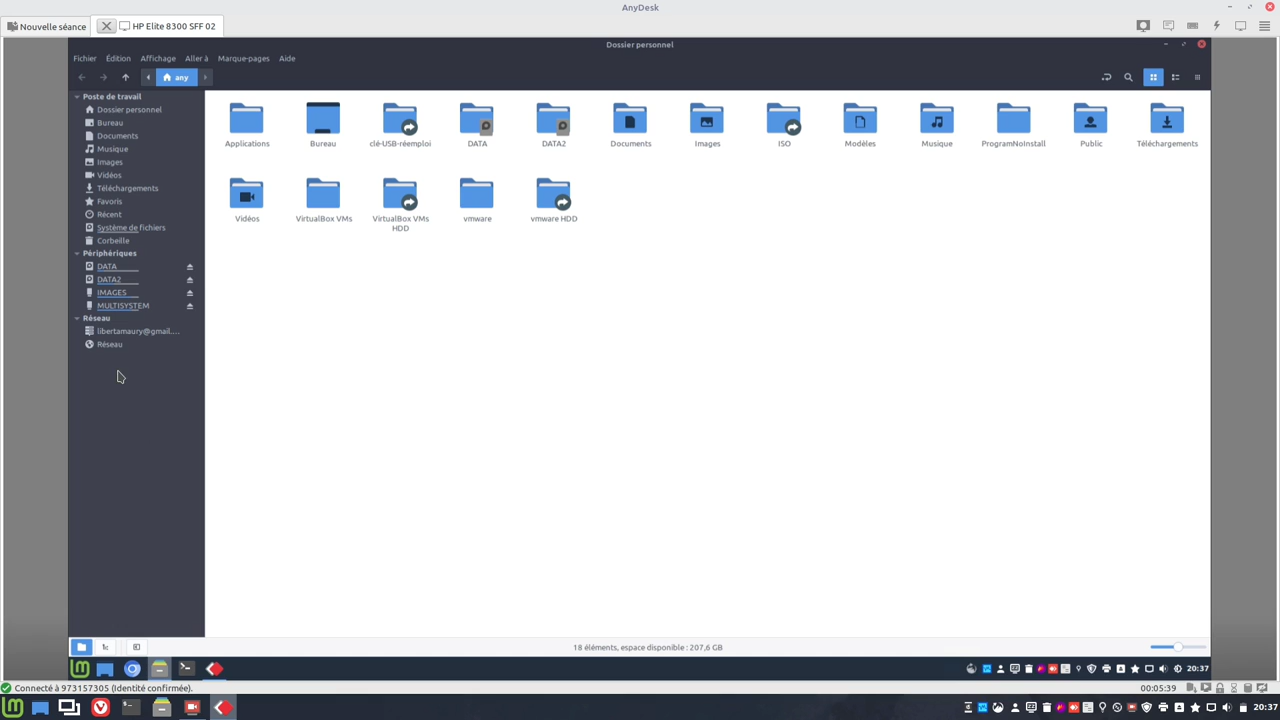 AnyDesk
Nouvelle séance
HP Elite 8300 SFF 02
Dossier personnel
Fichier Édition Affichage Aller à Marque-pages Aide
any
Poste de travail
Dossier personnel
Bureau
Documents
Musique
Images
Vidéos
Téléchargements
Favoris
Récent
Système de fichiers
Corbeille
Périphériques
DATA
DATA2
IMAGES
MULTISYSTEM
Réseau
libertamaury@gmail....
Réseau
Applications Bureau clé-USB-réemploi DATA DATA2 Documents Images ISO Modèles Musique ProgramNoInstall Public Téléchargements
Vidéos VirtualBox VMs VirtualBox VMs HDD vmware vmware HDD
18 éléments, espace disponible : 207,6 GB
20:37
Connecté à 973157305 (Identité confirmée).
00:05:39
20:37